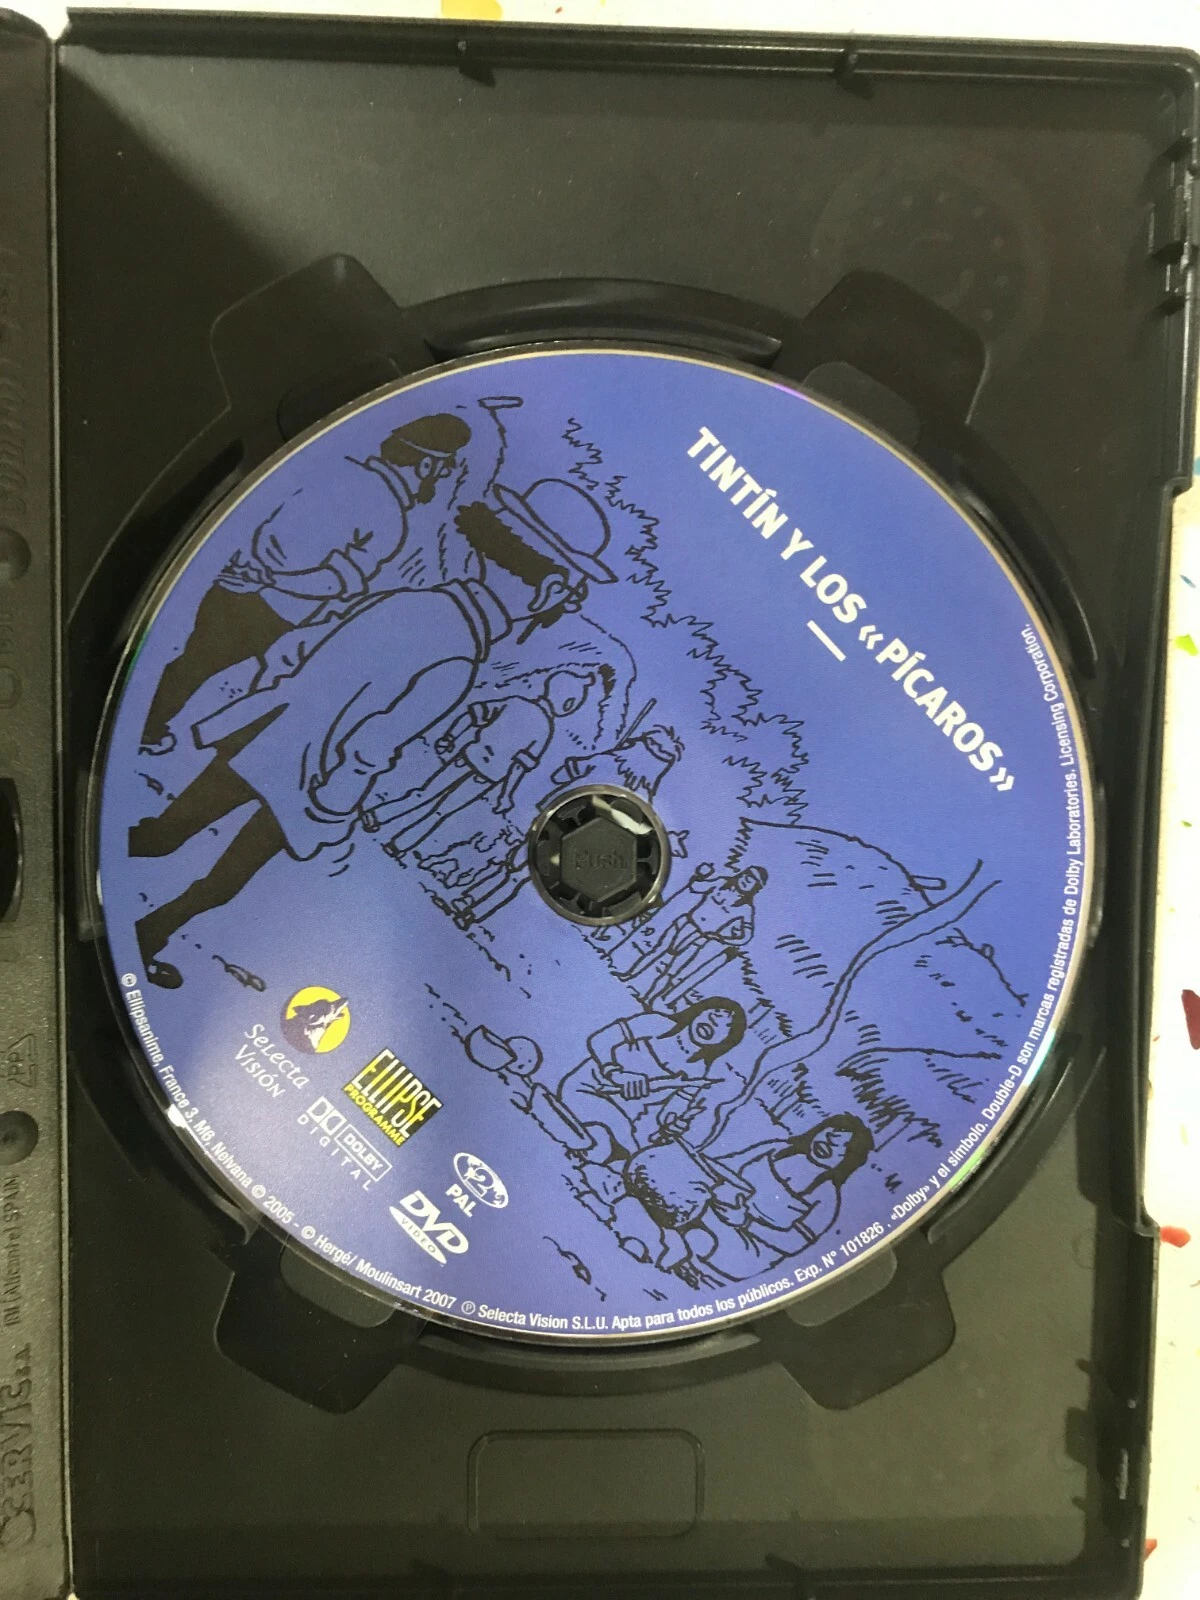 TINTÍN Y LOS «PÍCAROS»
Push
SeLecta
VISIÓN
ELLIPSE
PROGRAMME
DOLBY
DIGITAL
2
PAL
DVD
VIDEO
© Ellipsanime, France 3, M6, Nelvana © 2005 - © Hergé/ Moulinsart 2007 ℗ Selecta Vision S.L.U. Apta para todos los públicos. Exp. Nº 101826 . «Dolby» y el símbolo. Double-D son marcas registradas de Dolby Laboratories. Licensing Corporation.
SPAIN
PP